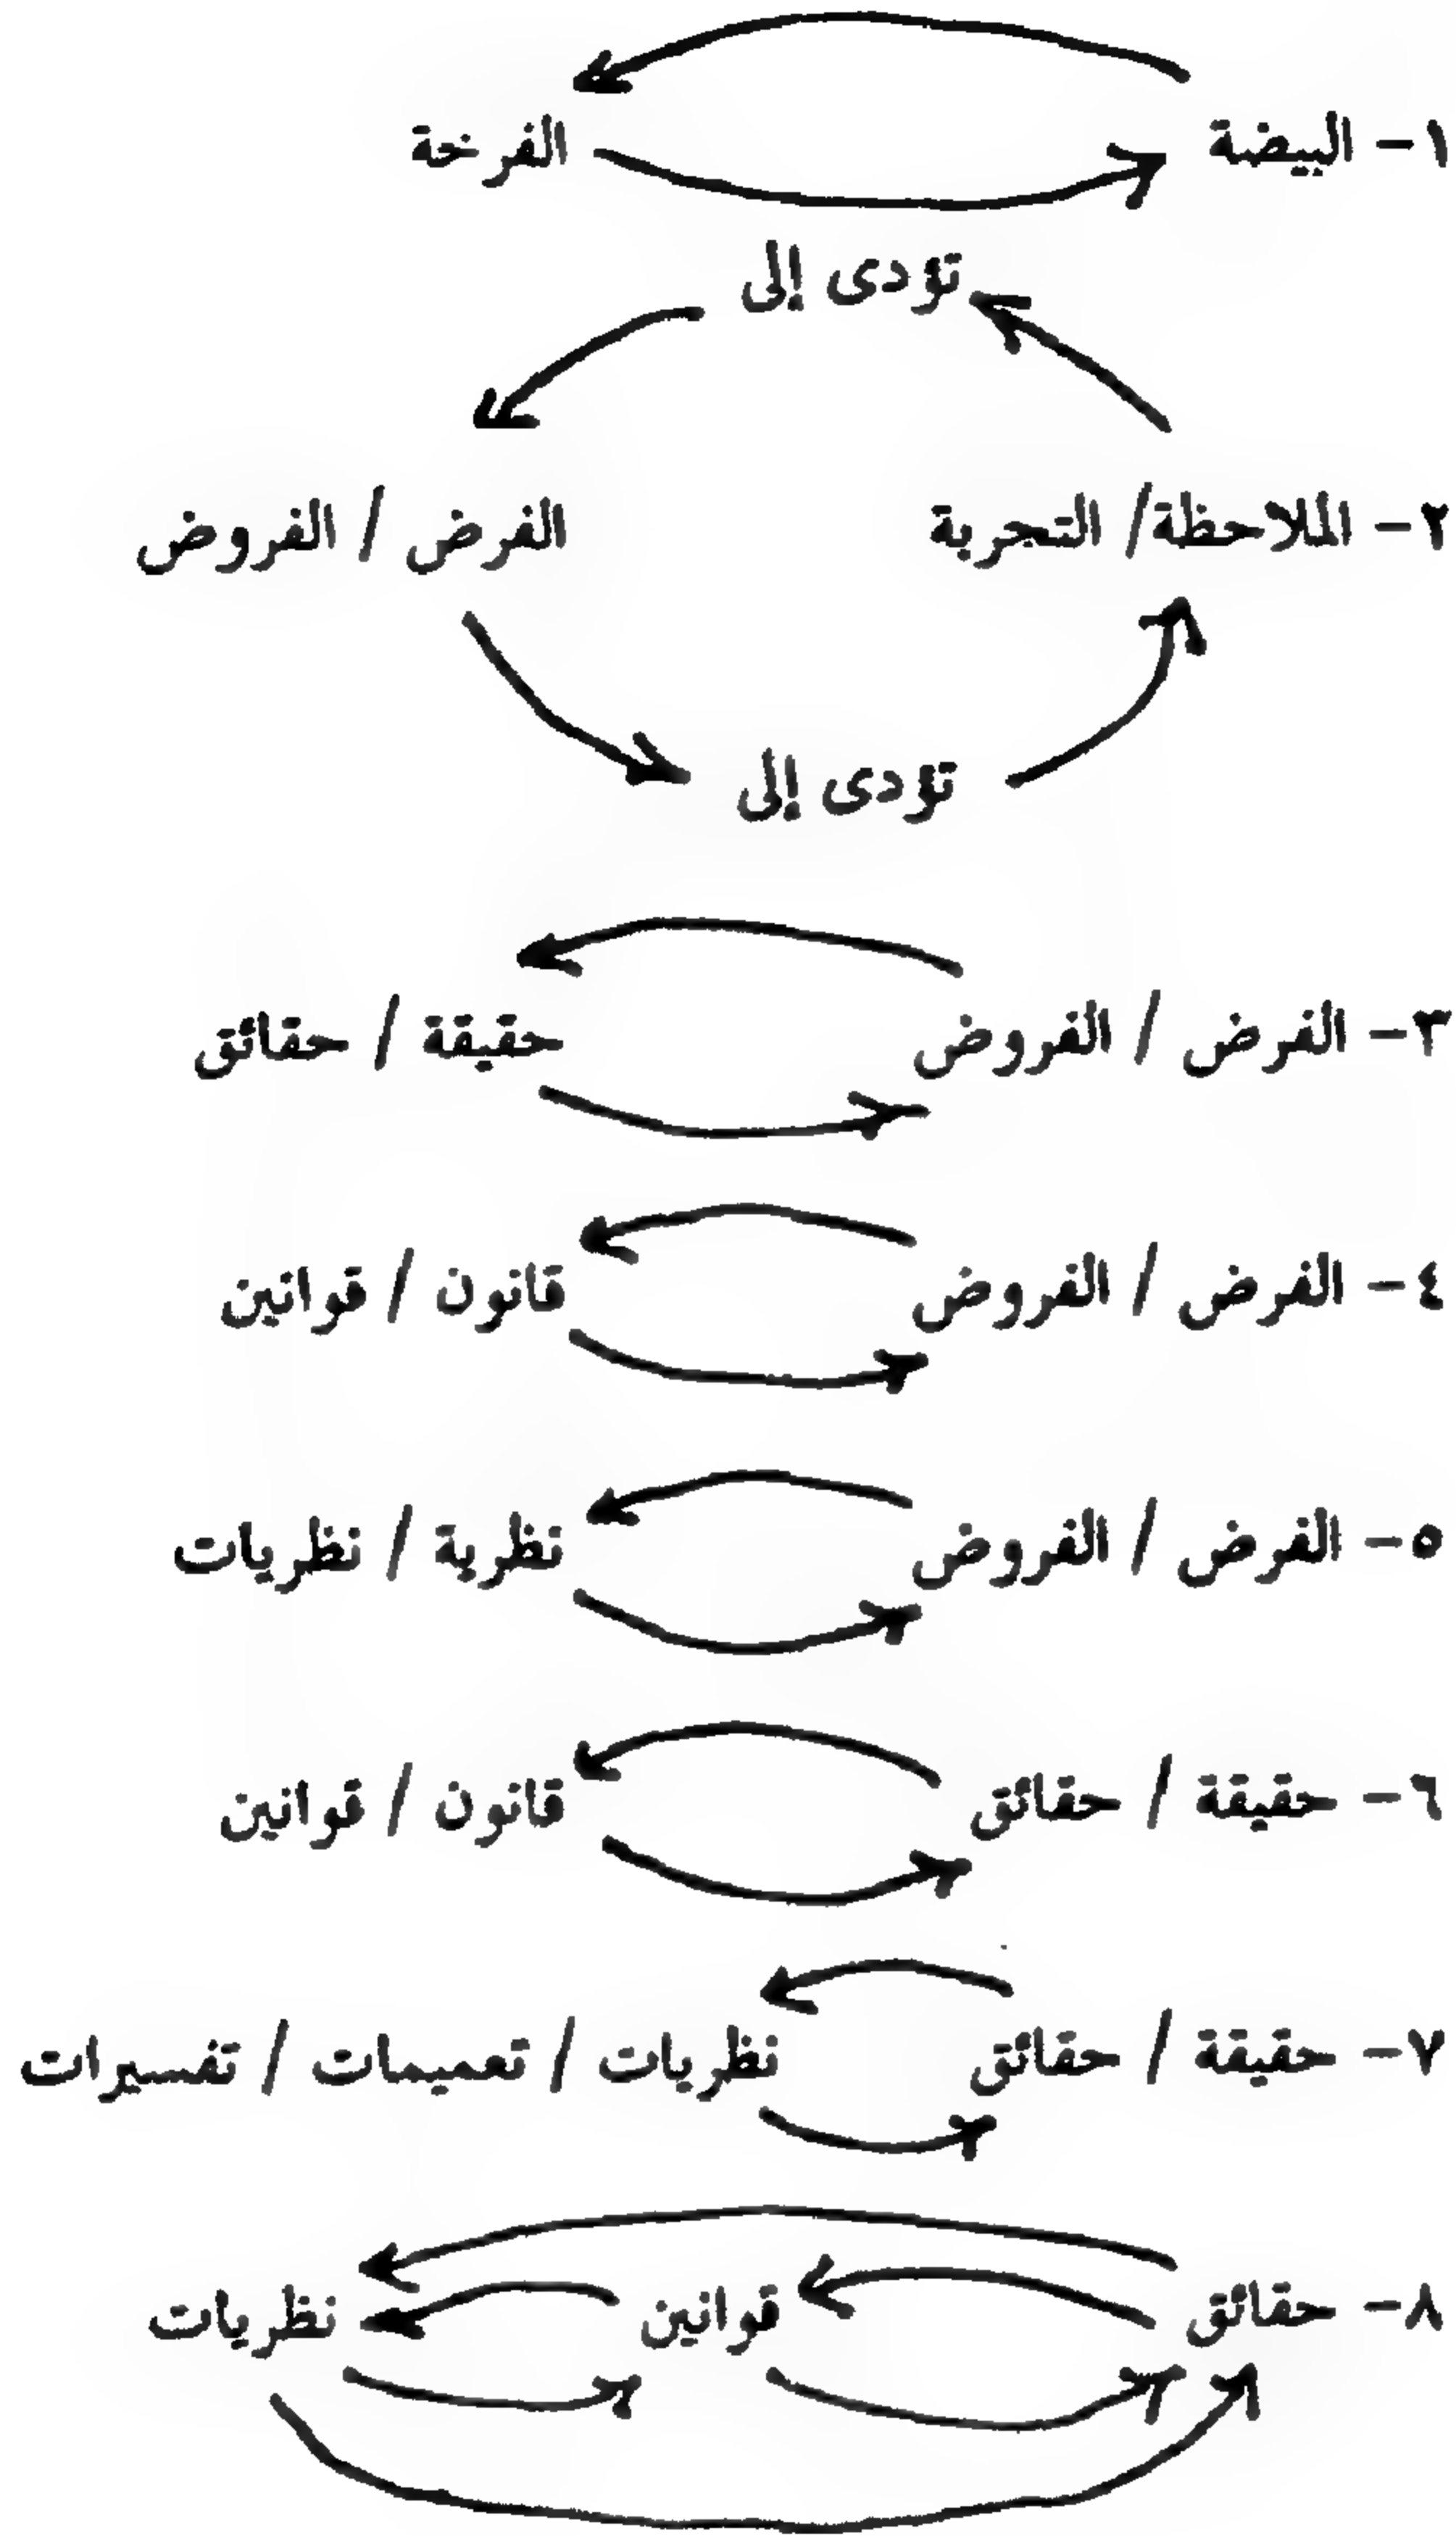 ١- البيضة الفرخة
تؤدى إلى
٢- الملاحظة / التجربة الفرض / الفروض
تؤدى إلى
٣- الفرض / الفروض حقيقة / حقائق
٤- الفرض / الفروض قانون / قوانين
٥- الفرض / الفروض نظرية / نظريات
٦- حقيقة / حقائق قانون / قوانين
٧- حقيقة / حقائق نظريات / تعميمات / تفسيرات
٨- حقائق قوانين نظريات